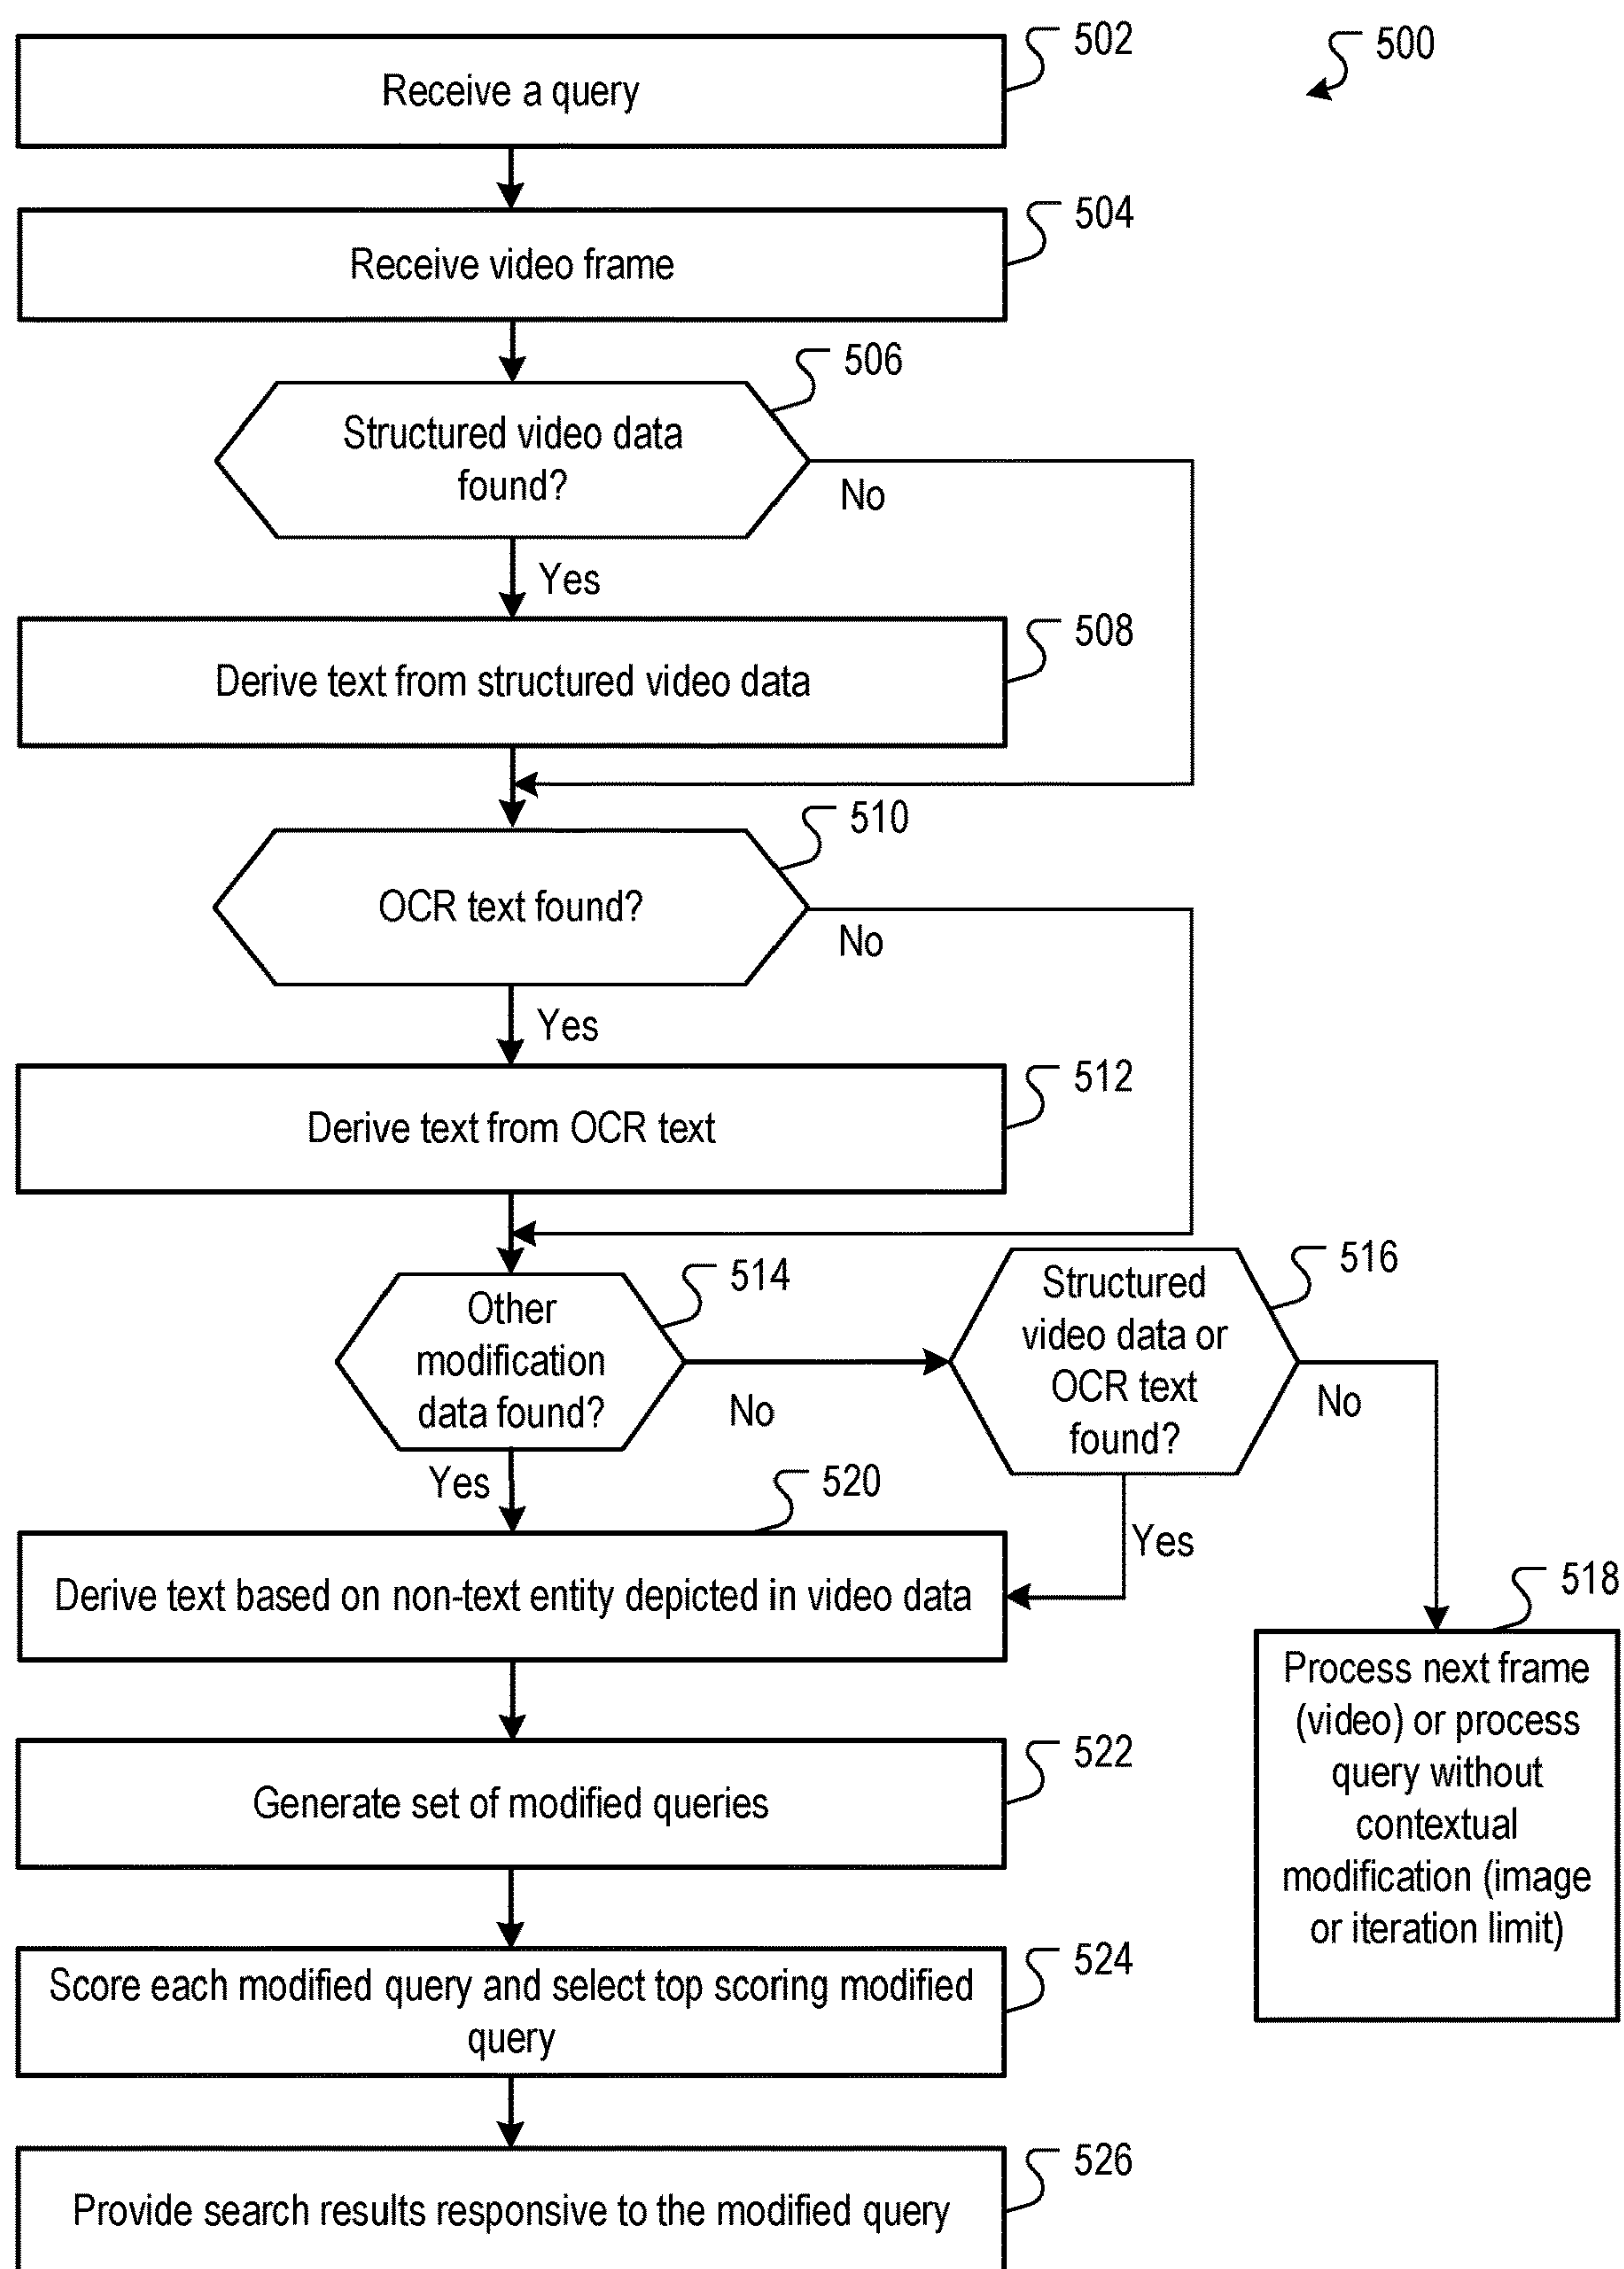 502
500
Receive a query
504
Receive video frame
506
Structured video data
found?
No
Yes
508
Derive text from structured video data
510
OCR text found?
No
Yes
512
Derive text from OCR text
514
Other
modification
data found?
No
Yes
516
Structured
video data or
OCR text
found?
No
Yes
518
Process next frame
(video) or process
query without
contextual
modification (image
or iteration limit)
520
Derive text based on non-text entity depicted in video data
522
Generate set of modified queries
524
Score each modified query and select top scoring modified
query
526
Provide search results responsive to the modified query